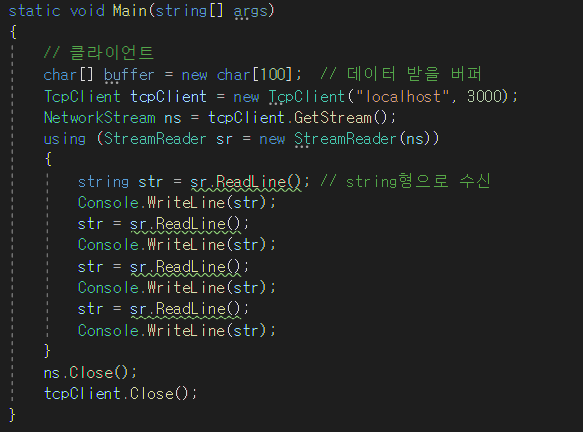 static void Main(string[] args)
{
// 클라이언트
char[] buffer = new char[100]; // 데이터 받을 버퍼
TcpClient tcpClient = new TcpClient("localhost", 3000);
NetworkStream ns = tcpClient.GetStream();
using (StreamReader sr = new StreamReader(ns))
{
string str = sr.ReadLine(); // string형으로 수신
Console.WriteLine(str);
str = sr.ReadLine();
Console.WriteLine(str);
str = sr.ReadLine();
Console.WriteLine(str);
str = sr.ReadLine();
Console.WriteLine(str);
}
ns.Close();
tcpClient.Close();
}